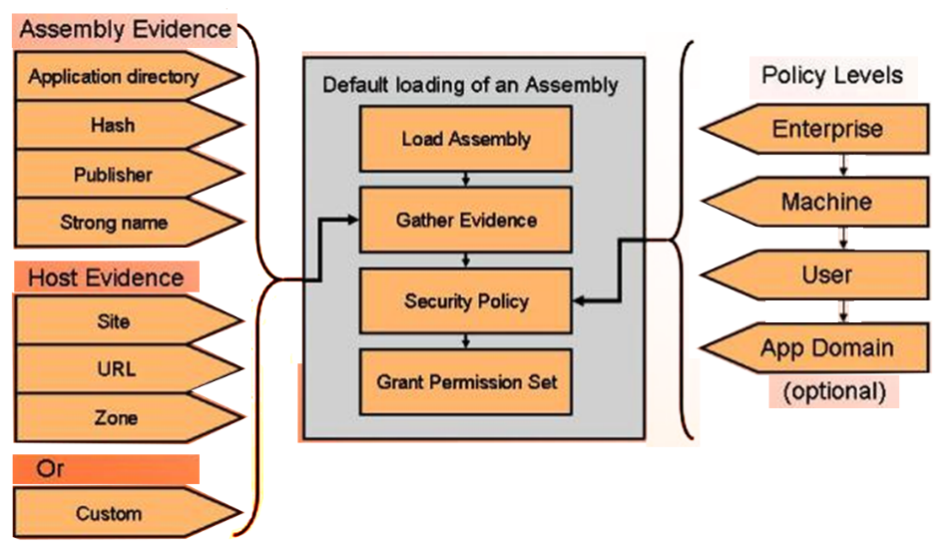 Assembly Evidence
Application directory
Hash
Publisher
Strong name
Host Evidence
Site
URL
Zone
Or
Custom
Default loading of an Assembly
Load Assembly
Gather Evidence
Security Policy
Grant Permission Set
Policy Levels
Enterprise
Machine
User
App Domain
(optional)